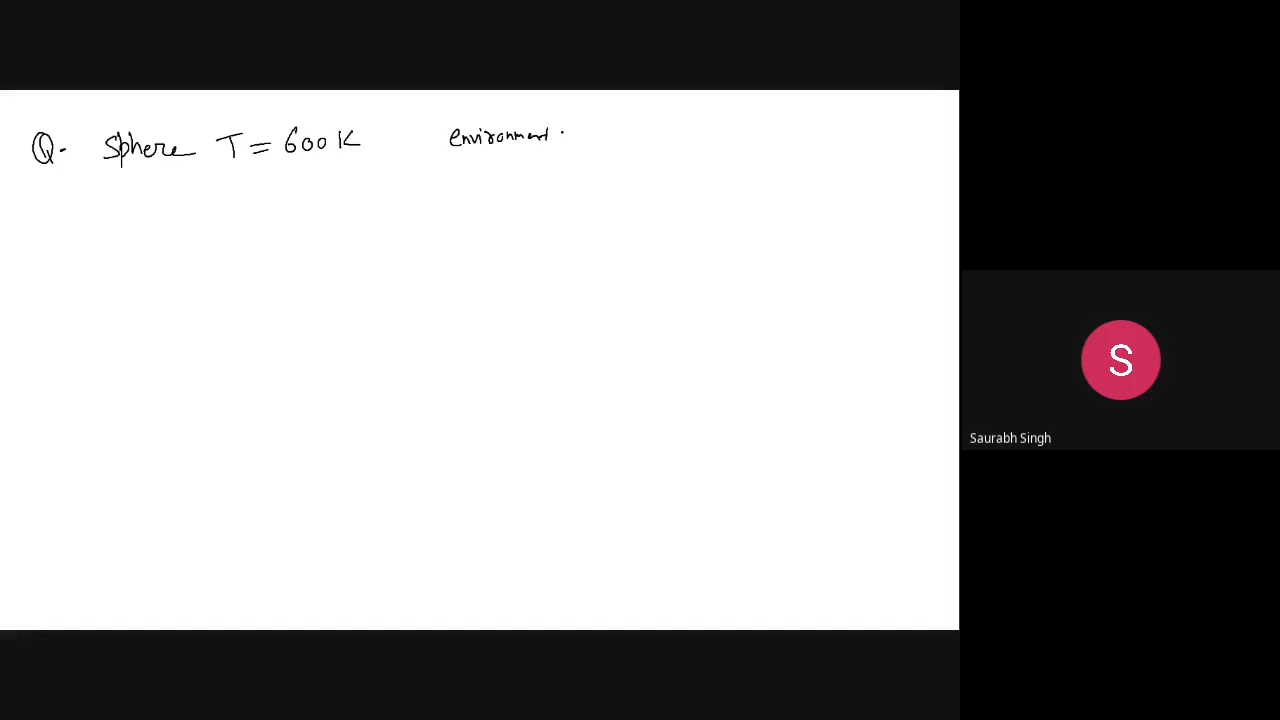 Q. Sphere T = 600 K environment .
S
Saurabh Singh